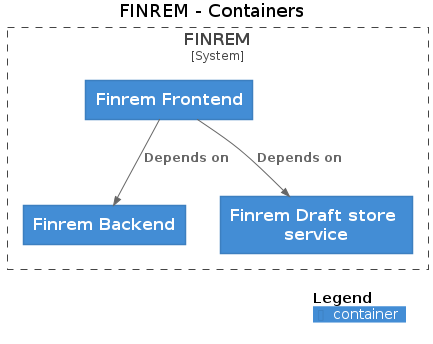 FINREM - Containers
FINREM
[System]
Finrem Frontend
Depends on
Depends on
Finrem Backend
Finrem Draft store
service
Legend
container